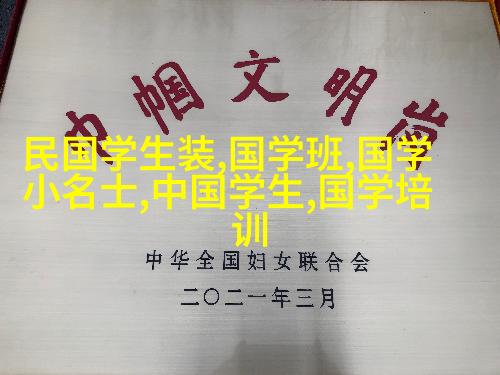 巾帼文明岗
民国学生装,国学班,国学
小名士,中国学生,国学培
训
中华全国妇女联合会
二〇二一年三月